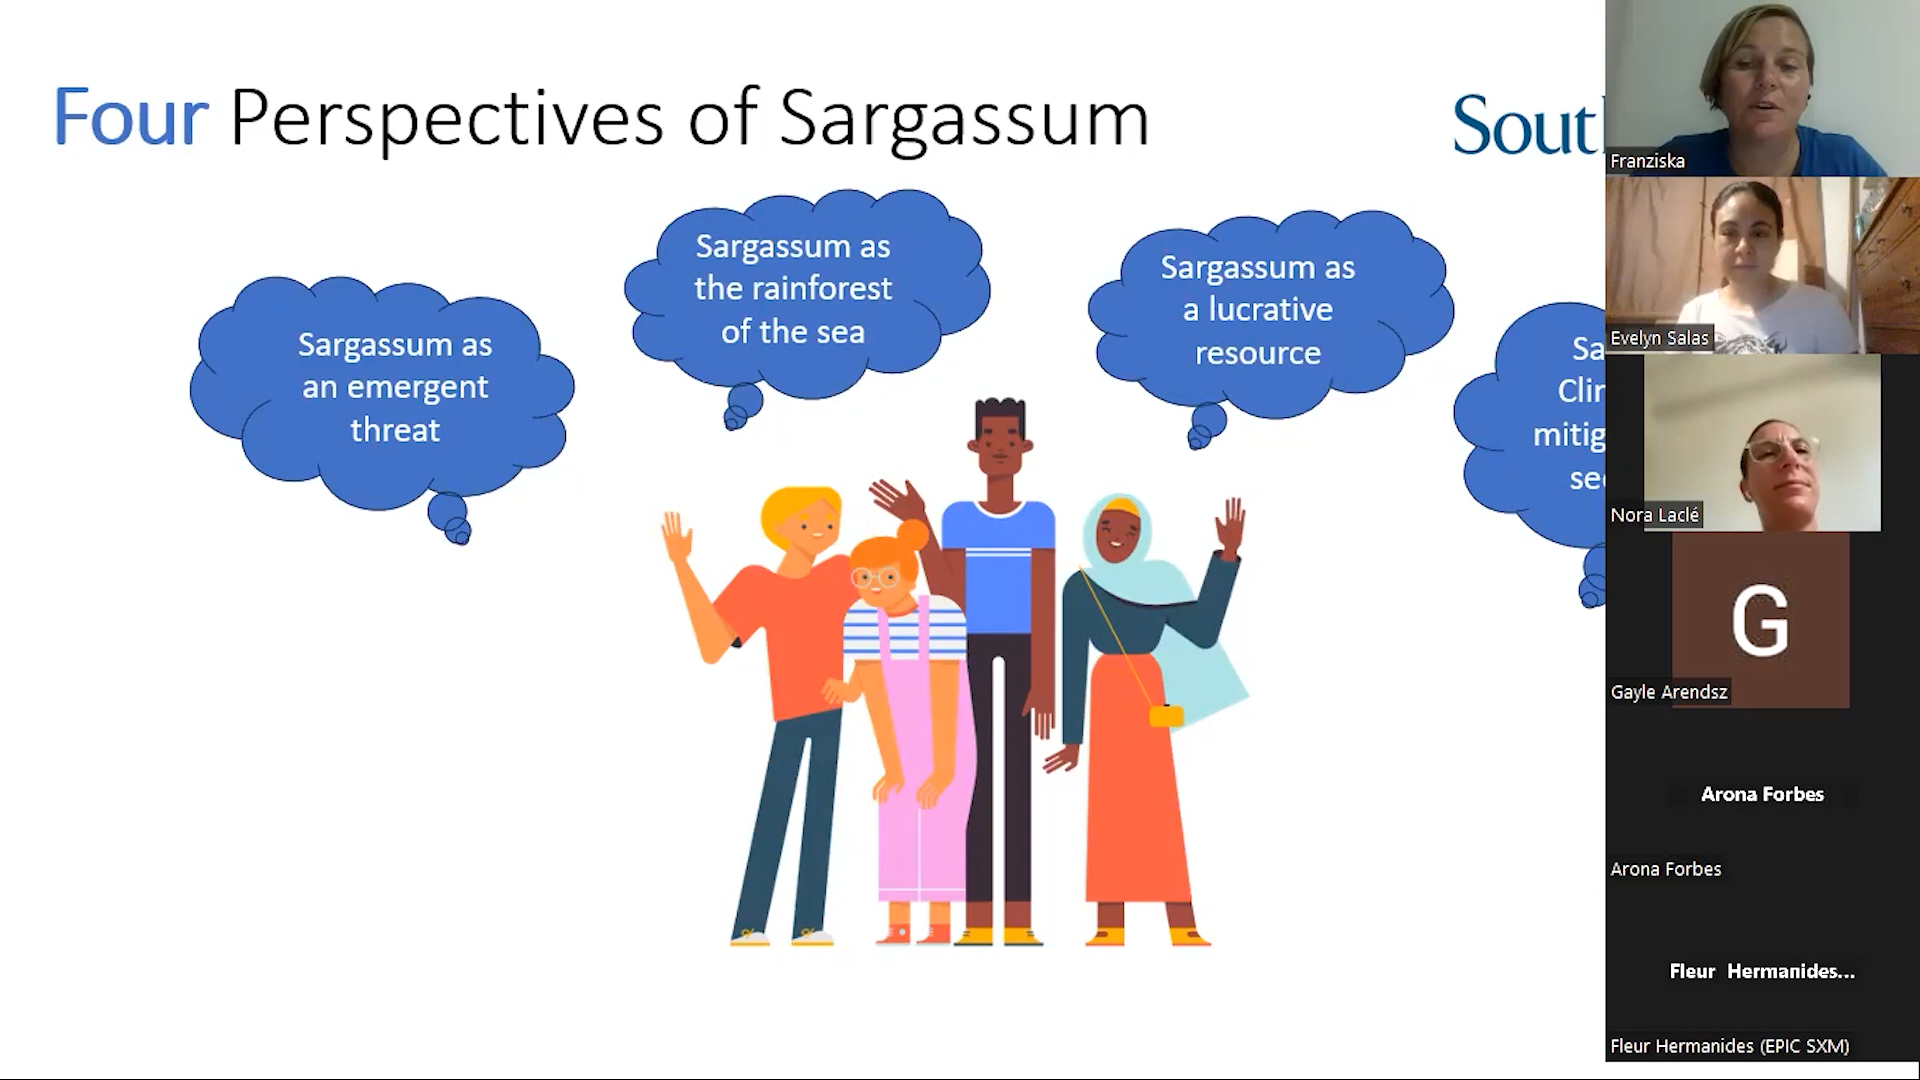 Four Perspectives of Sargassum
Sout
Sargassum as
an emergent
threat
Sargassum as
the rainforest
of the sea
Sargassum as
a lucrative
resource
Sa
Clir
mitig
se
Franziska
Evelyn Salas
Nora Laclé
G
Gayle Arendsz
Arona Forbes
Arona Forbes
Fleur Hermanides...
Fleur Hermanides (EPIC SXM)